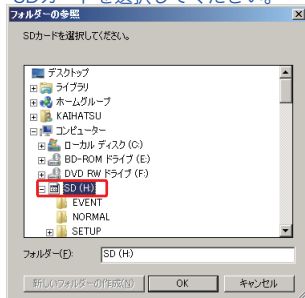 SDカードを選択してください。
フォルダーの参照
SDカードを選択してください。
デスクトップ
ライブラリ
ホームグループ
KAIHATSU
コンピューター
ローカル ディスク (C:)
BD-ROM ドライブ (E:)
DVD RW ドライブ (F:)
SD (H:)
EVENT
NORMAL
SETUP
フォルダー(F):
SD (H:)
新しいフォルダーの作成(N)
OK
キャンセル